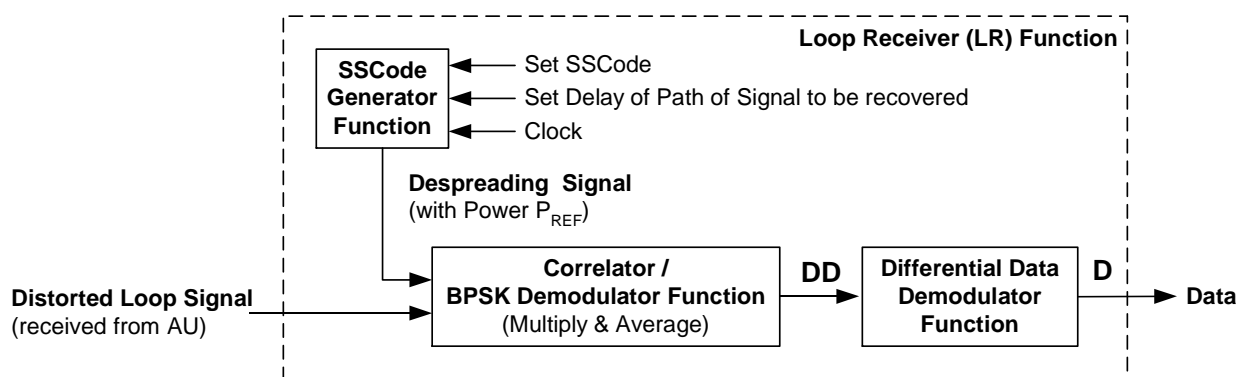 Loop Receiver (LR) Function
SSCode
Generator
Function
Set SSCode
Set Delay of Path of Signal to be recovered
Clock
Despreading Signal
(with Power PREF)
Correlator /
BPSK Demodulator Function
(Multiply & Average)
DD
Differential Data
Demodulator
Function
D
Data
Distorted Loop Signal
(received from AU)